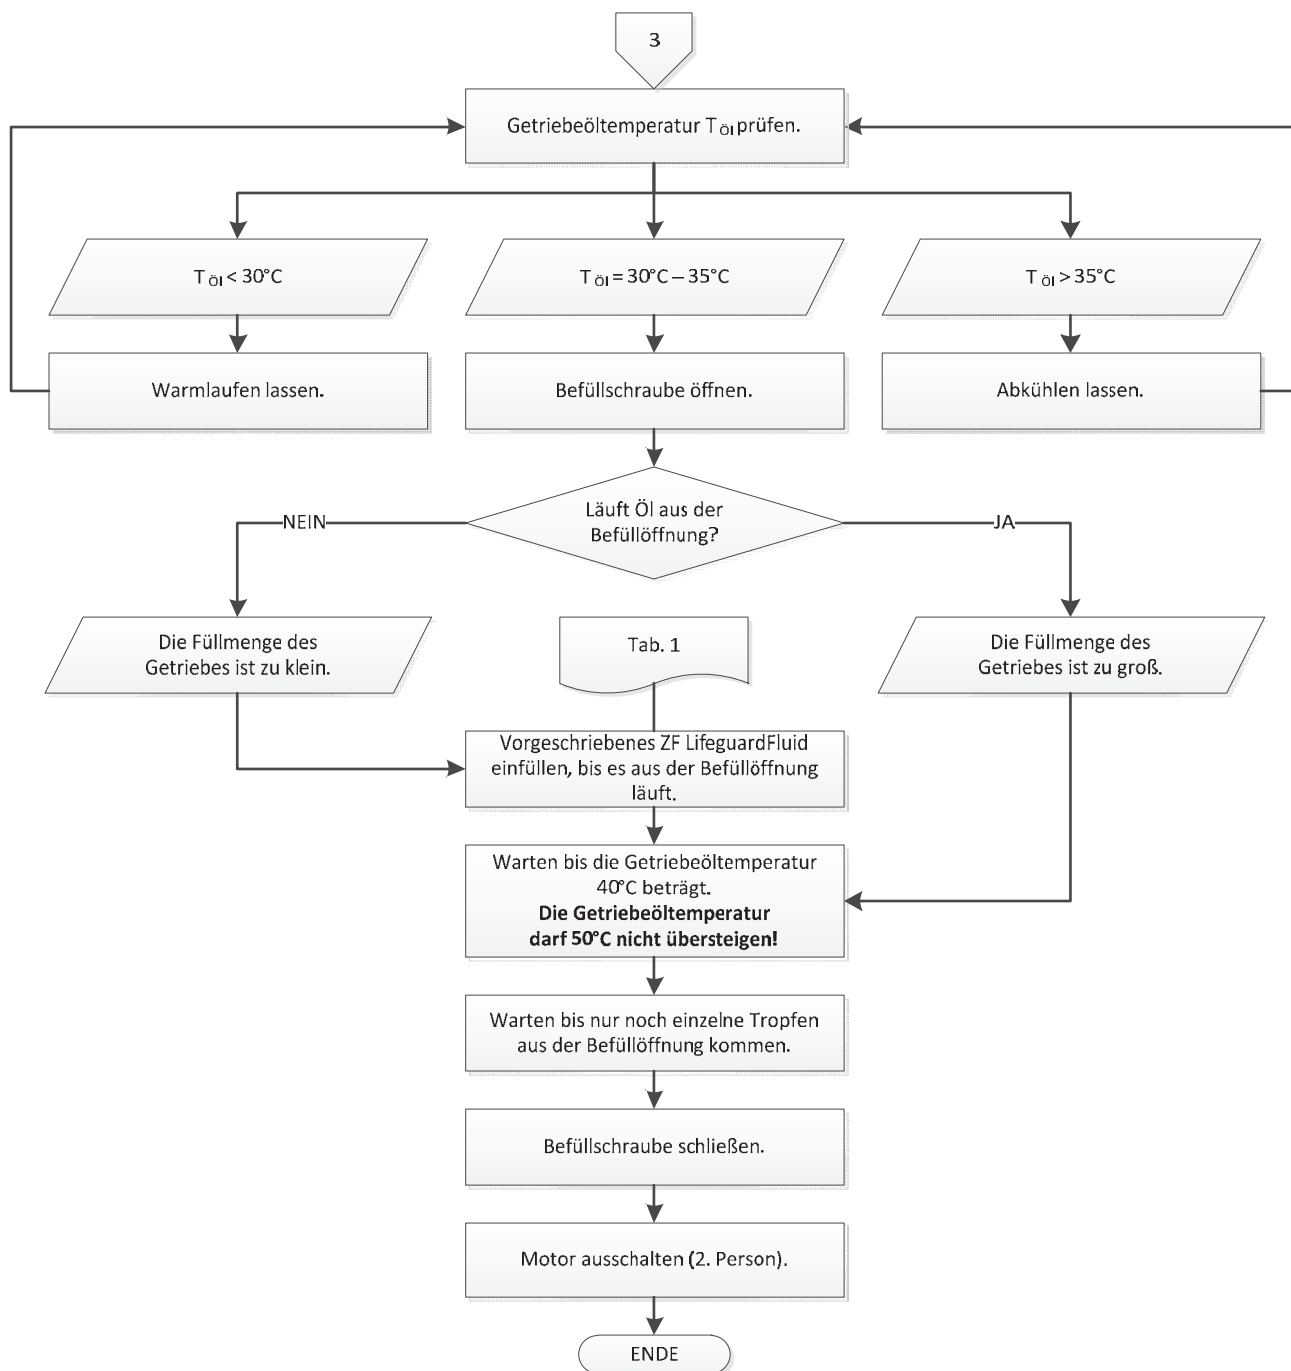 3
Getriebeöltemperatur T Öl prüfen.
T Öl < 30°C
T Öl = 30°C – 35°C
T Öl > 35°C
Warmlaufen lassen.
Befüllschraube öffnen.
Abkühlen lassen.
Läuft Öl aus der
Befüllöffnung?
NEIN
JA
Die Füllmenge des
Getriebes ist zu klein.
Tab. 1
Die Füllmenge des
Getriebes ist zu groß.
Vorgeschriebenes ZF LifeguardFluid
einfüllen, bis es aus der Befüllöffnung
läuft.
Warten bis die Getriebeöltemperatur
40°C beträgt.
Die Getriebeöltemperatur
darf 50°C nicht übersteigen!
Warten bis nur noch einzelne Tropfen
aus der Befüllöffnung kommen.
Befüllschraube schließen.
Motor ausschalten (2. Person).
ENDE